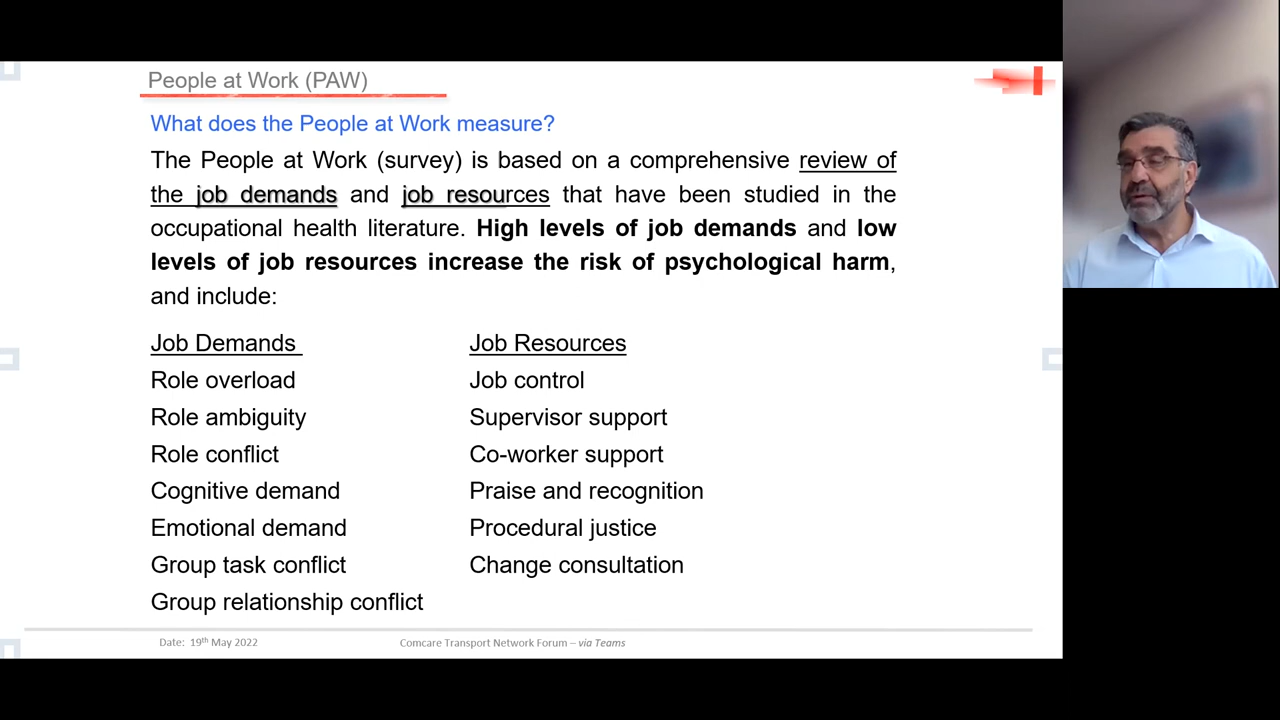 People at Work (PAW)
What does the People at Work measure?
The People at Work (survey) is based on a comprehensive review of
the job demands and job resources that have been studied in the
occupational health literature. High levels of job demands and low
levels of job resources increase the risk of psychological harm,
and include:
Job Demands
Role overload
Role ambiguity
Role conflict
Cognitive demand
Emotional demand
Group task conflict
Group relationship conflict
Job Resources
Job control
Supervisor support
Co-worker support
Praise and recognition
Procedural justice
Change consultation
Date: 19th May 2022
Comcare Transport Network Forum – via Teams